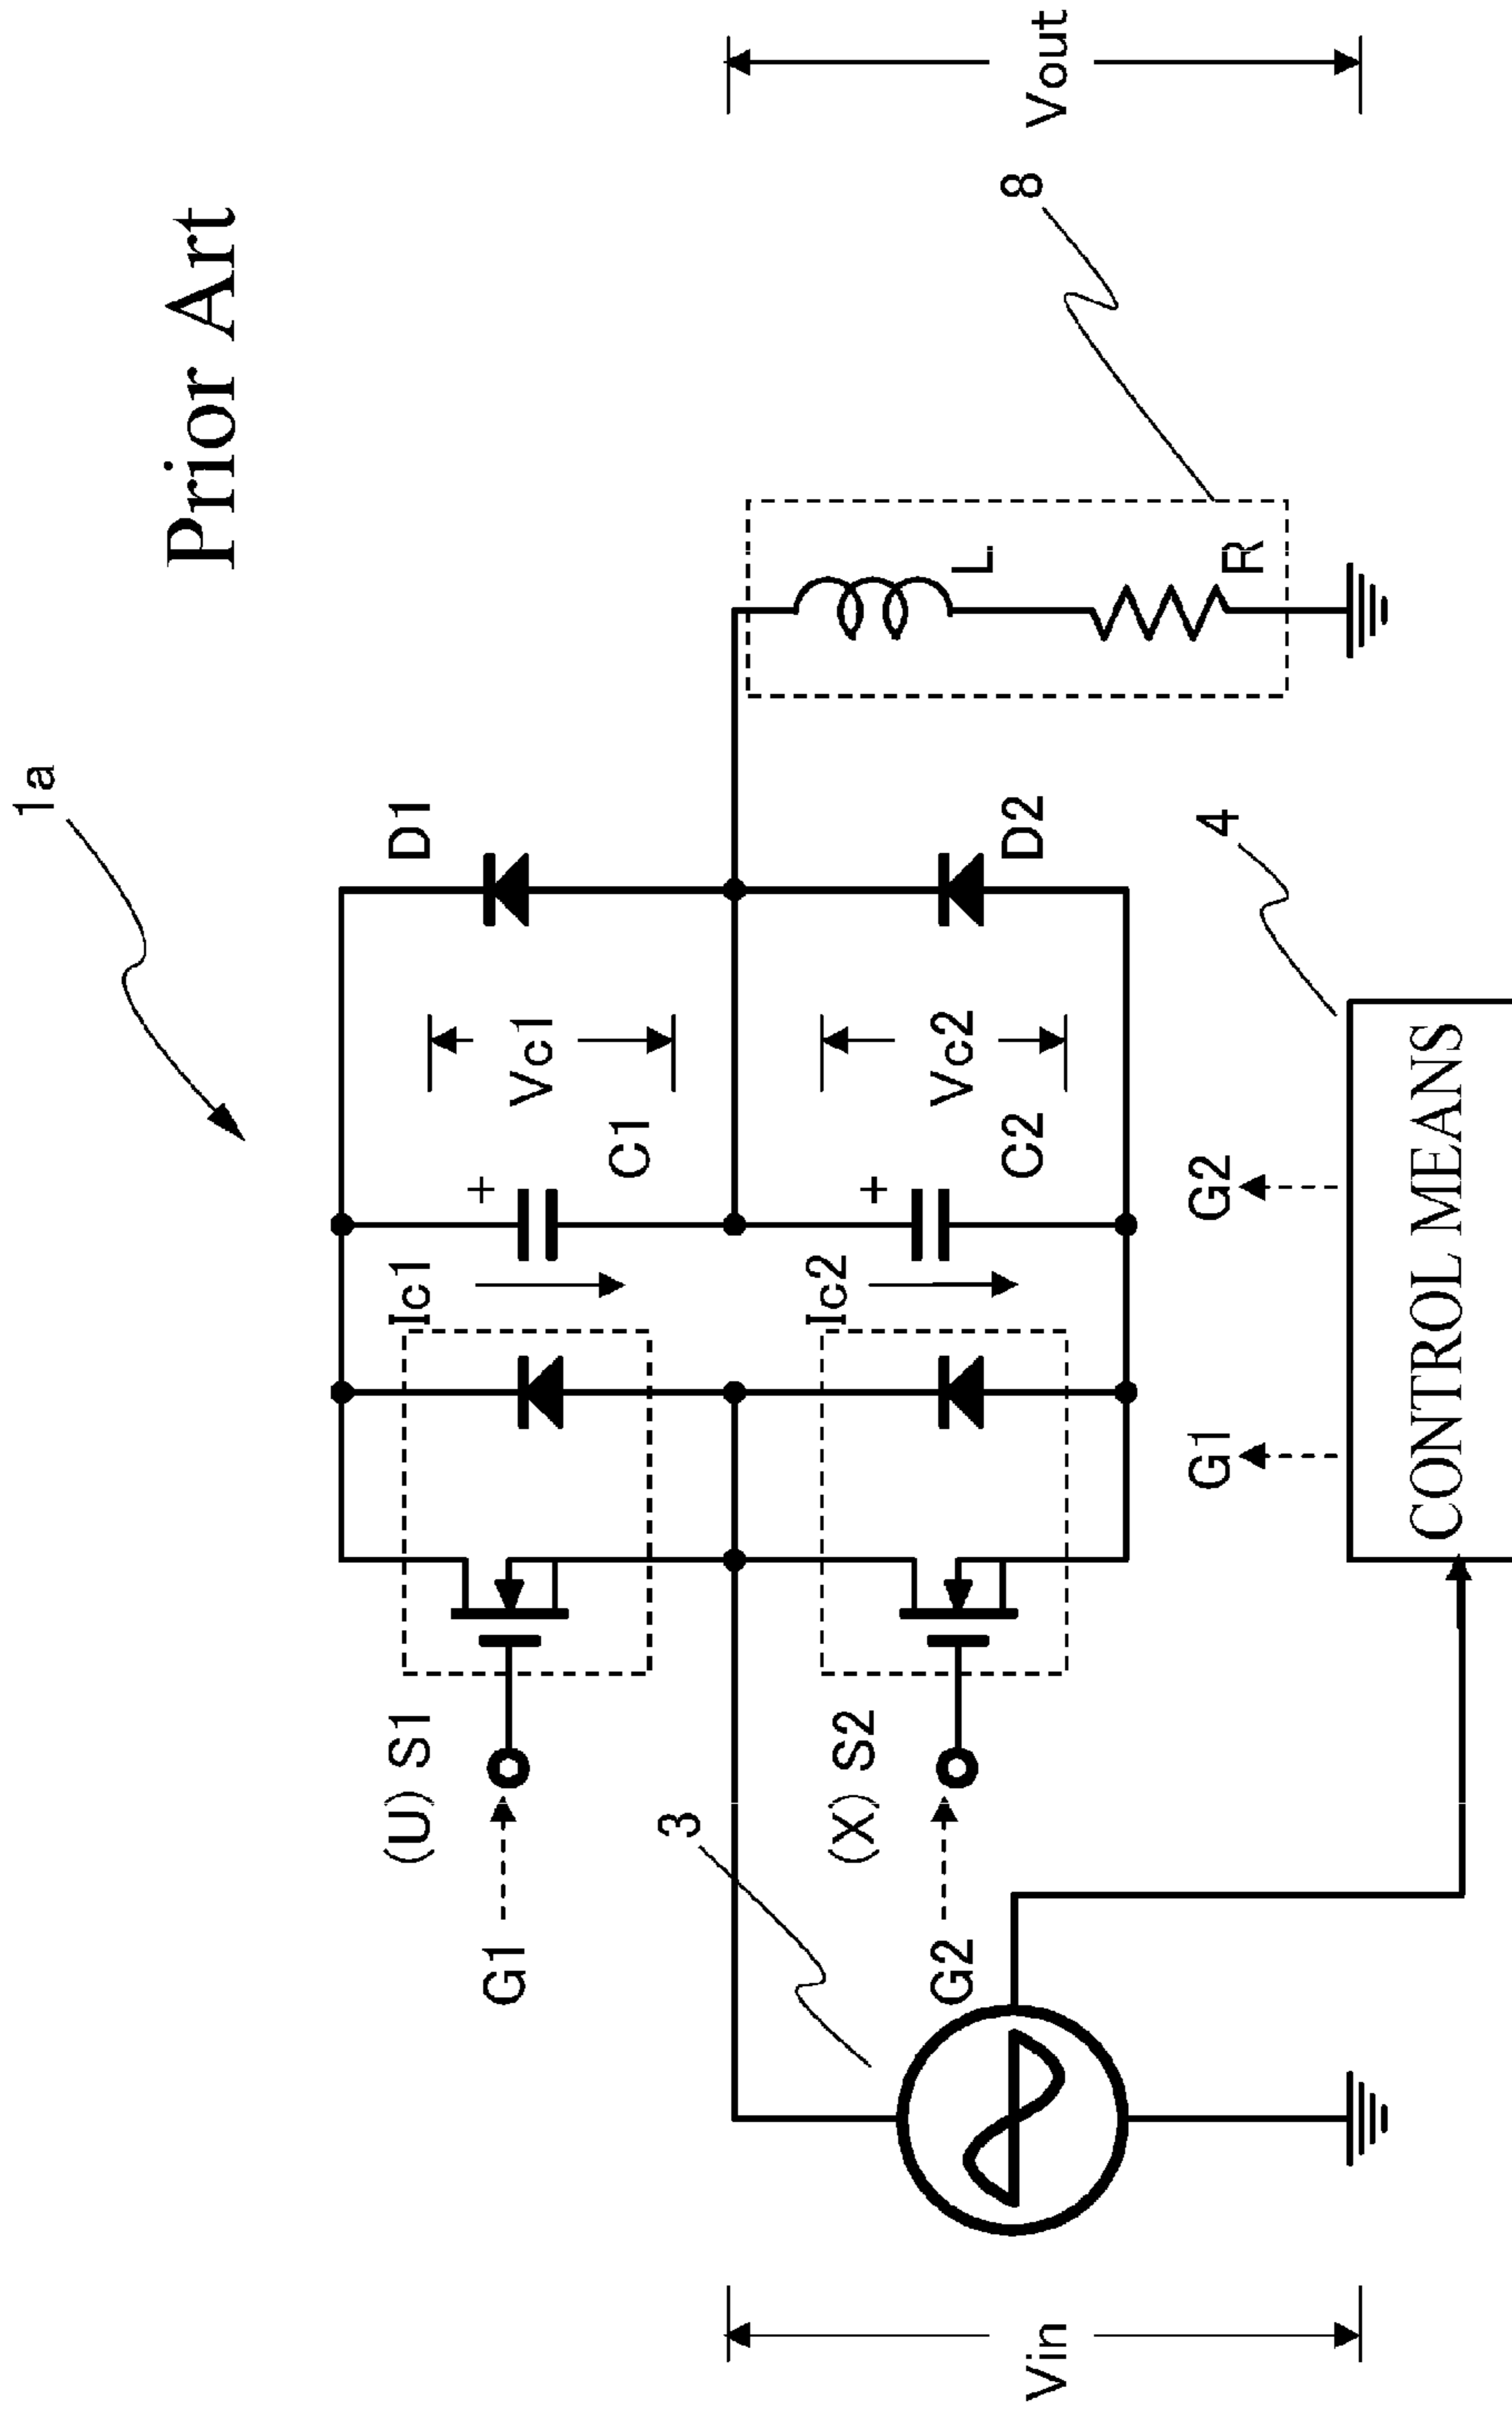 Prior Art
1a
(U) S1
G1
Ic1
+
C1
Vc1
D1
3
(X) S2
G2
Ic2
+
C2
Vc2
D2
L
R
8
Vin
Vout
G1
G2
4
CONTROL MEANS